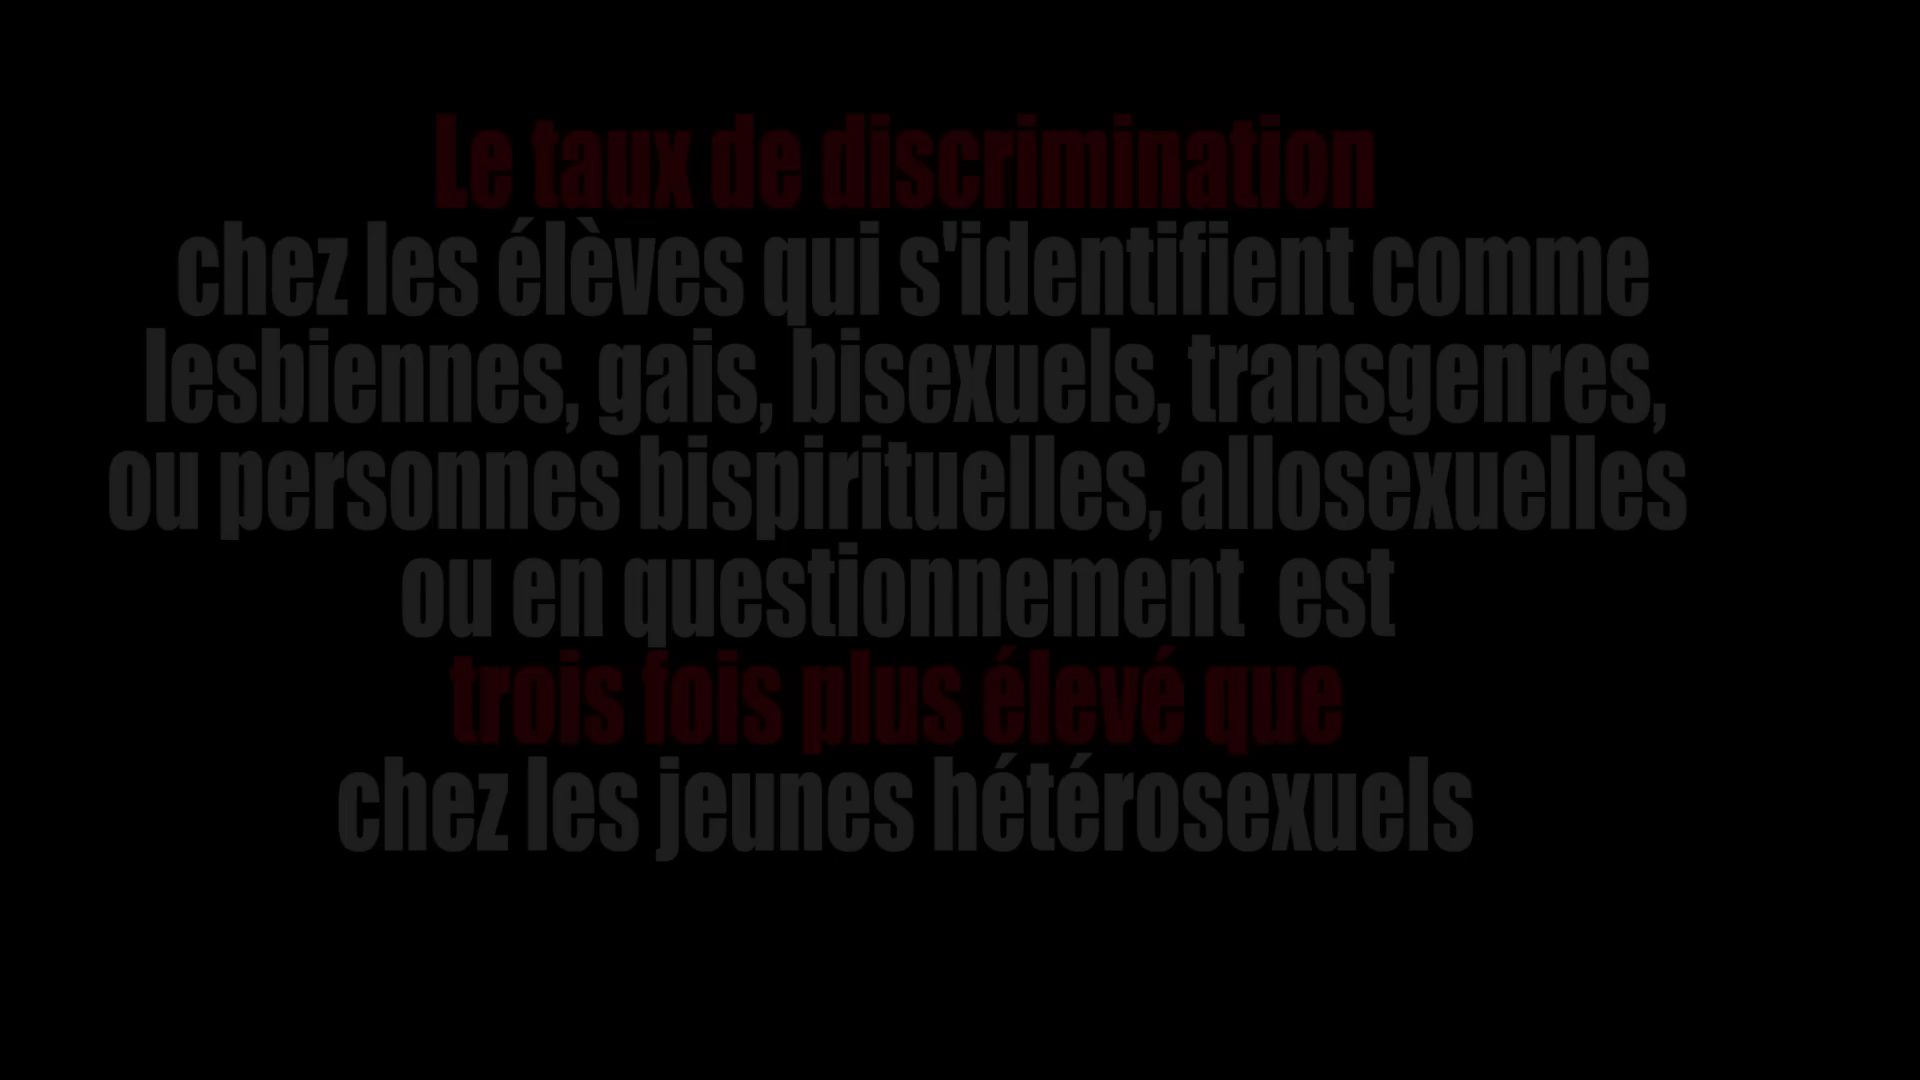 Le taux de discrimination
chez les élèves qui s'identifient comme
lesbiennes, gais, bisexuels, transgenres,
ou personnes bispirituelles, allosexuelles
ou en questionnement  est
trois fois plus élevé que
chez les jeunes hétérosexuels